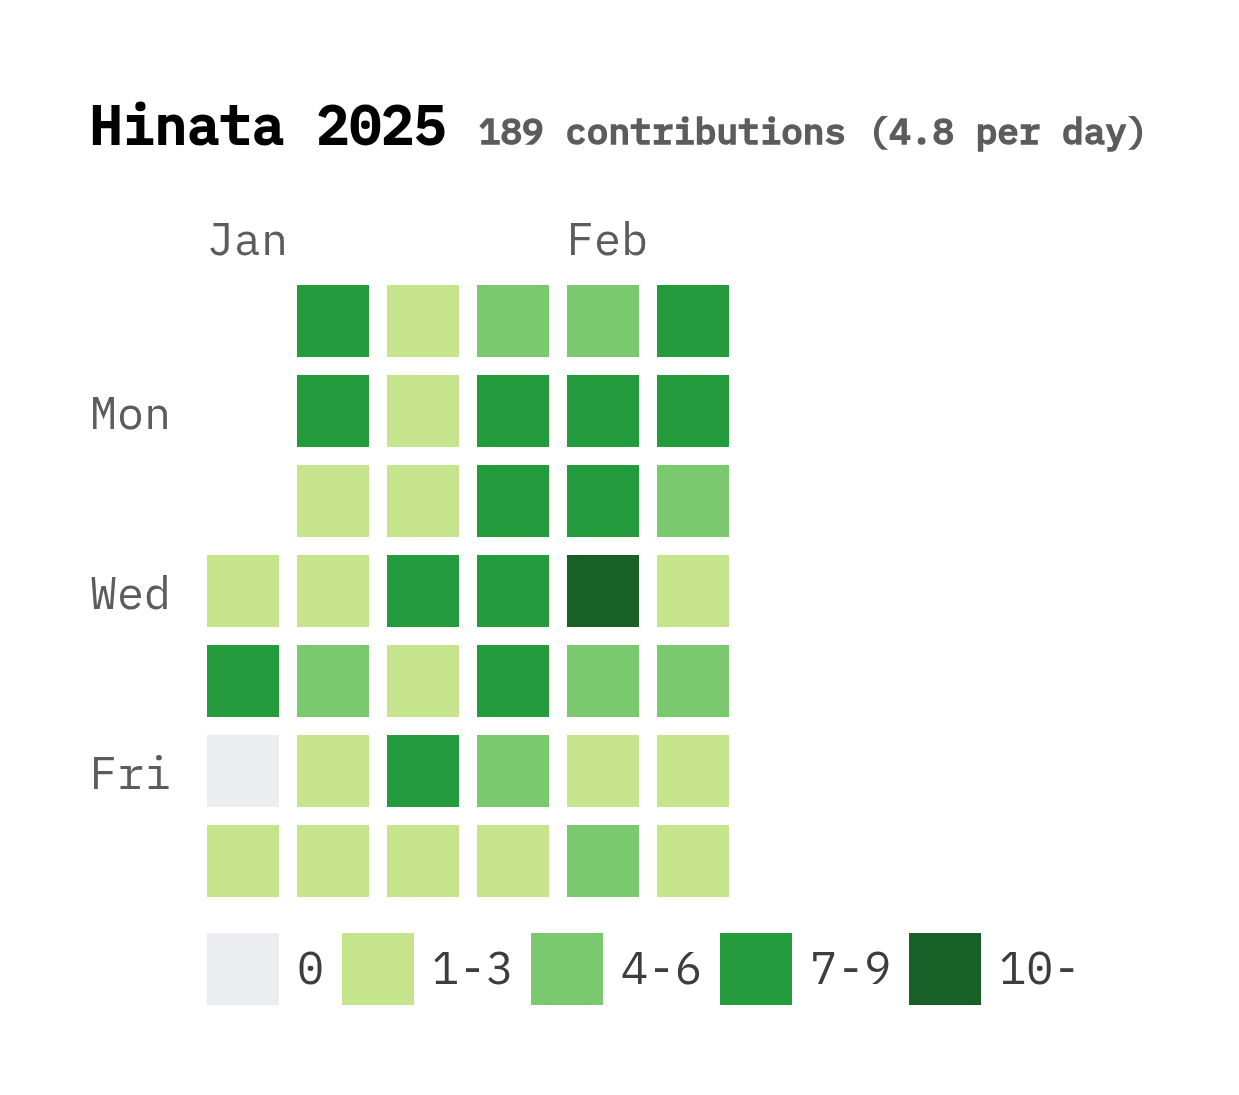 Hinata 2025 189 contributions (4.8 per day)
Jan Feb
Mon
Wed
Fri
0 1-3 4-6 7-9 10-